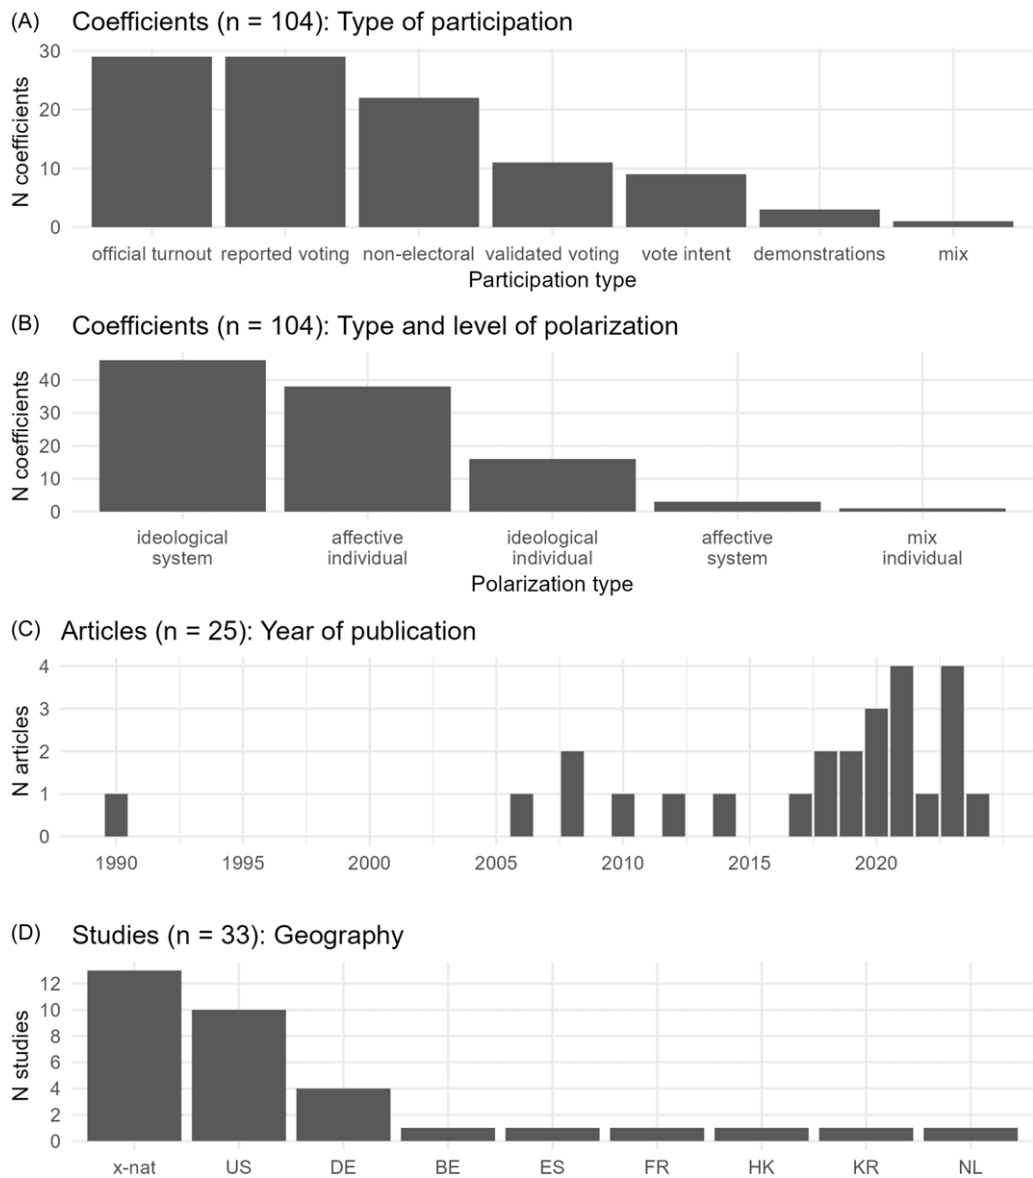 (A) Coefficients (n = 104): Type of participation
N coefficients
30
20
10
0
official turnout reported voting non-electoral validated voting vote intent demonstrations mix
Participation type
(B) Coefficients (n = 104): Type and level of polarization
N coefficients
40
30
20
10
0
ideological affective ideological affective mix
system individual individual system individual
Polarization type
(C) Articles (n = 25): Year of publication
N articles
4
3
2
1
0
1990 1995 2000 2005 2010 2015 2020
(D) Studies (n = 33): Geography
N studies
12
10
8
6
4
2
0
x-nat US DE BE ES FR HK KR NL